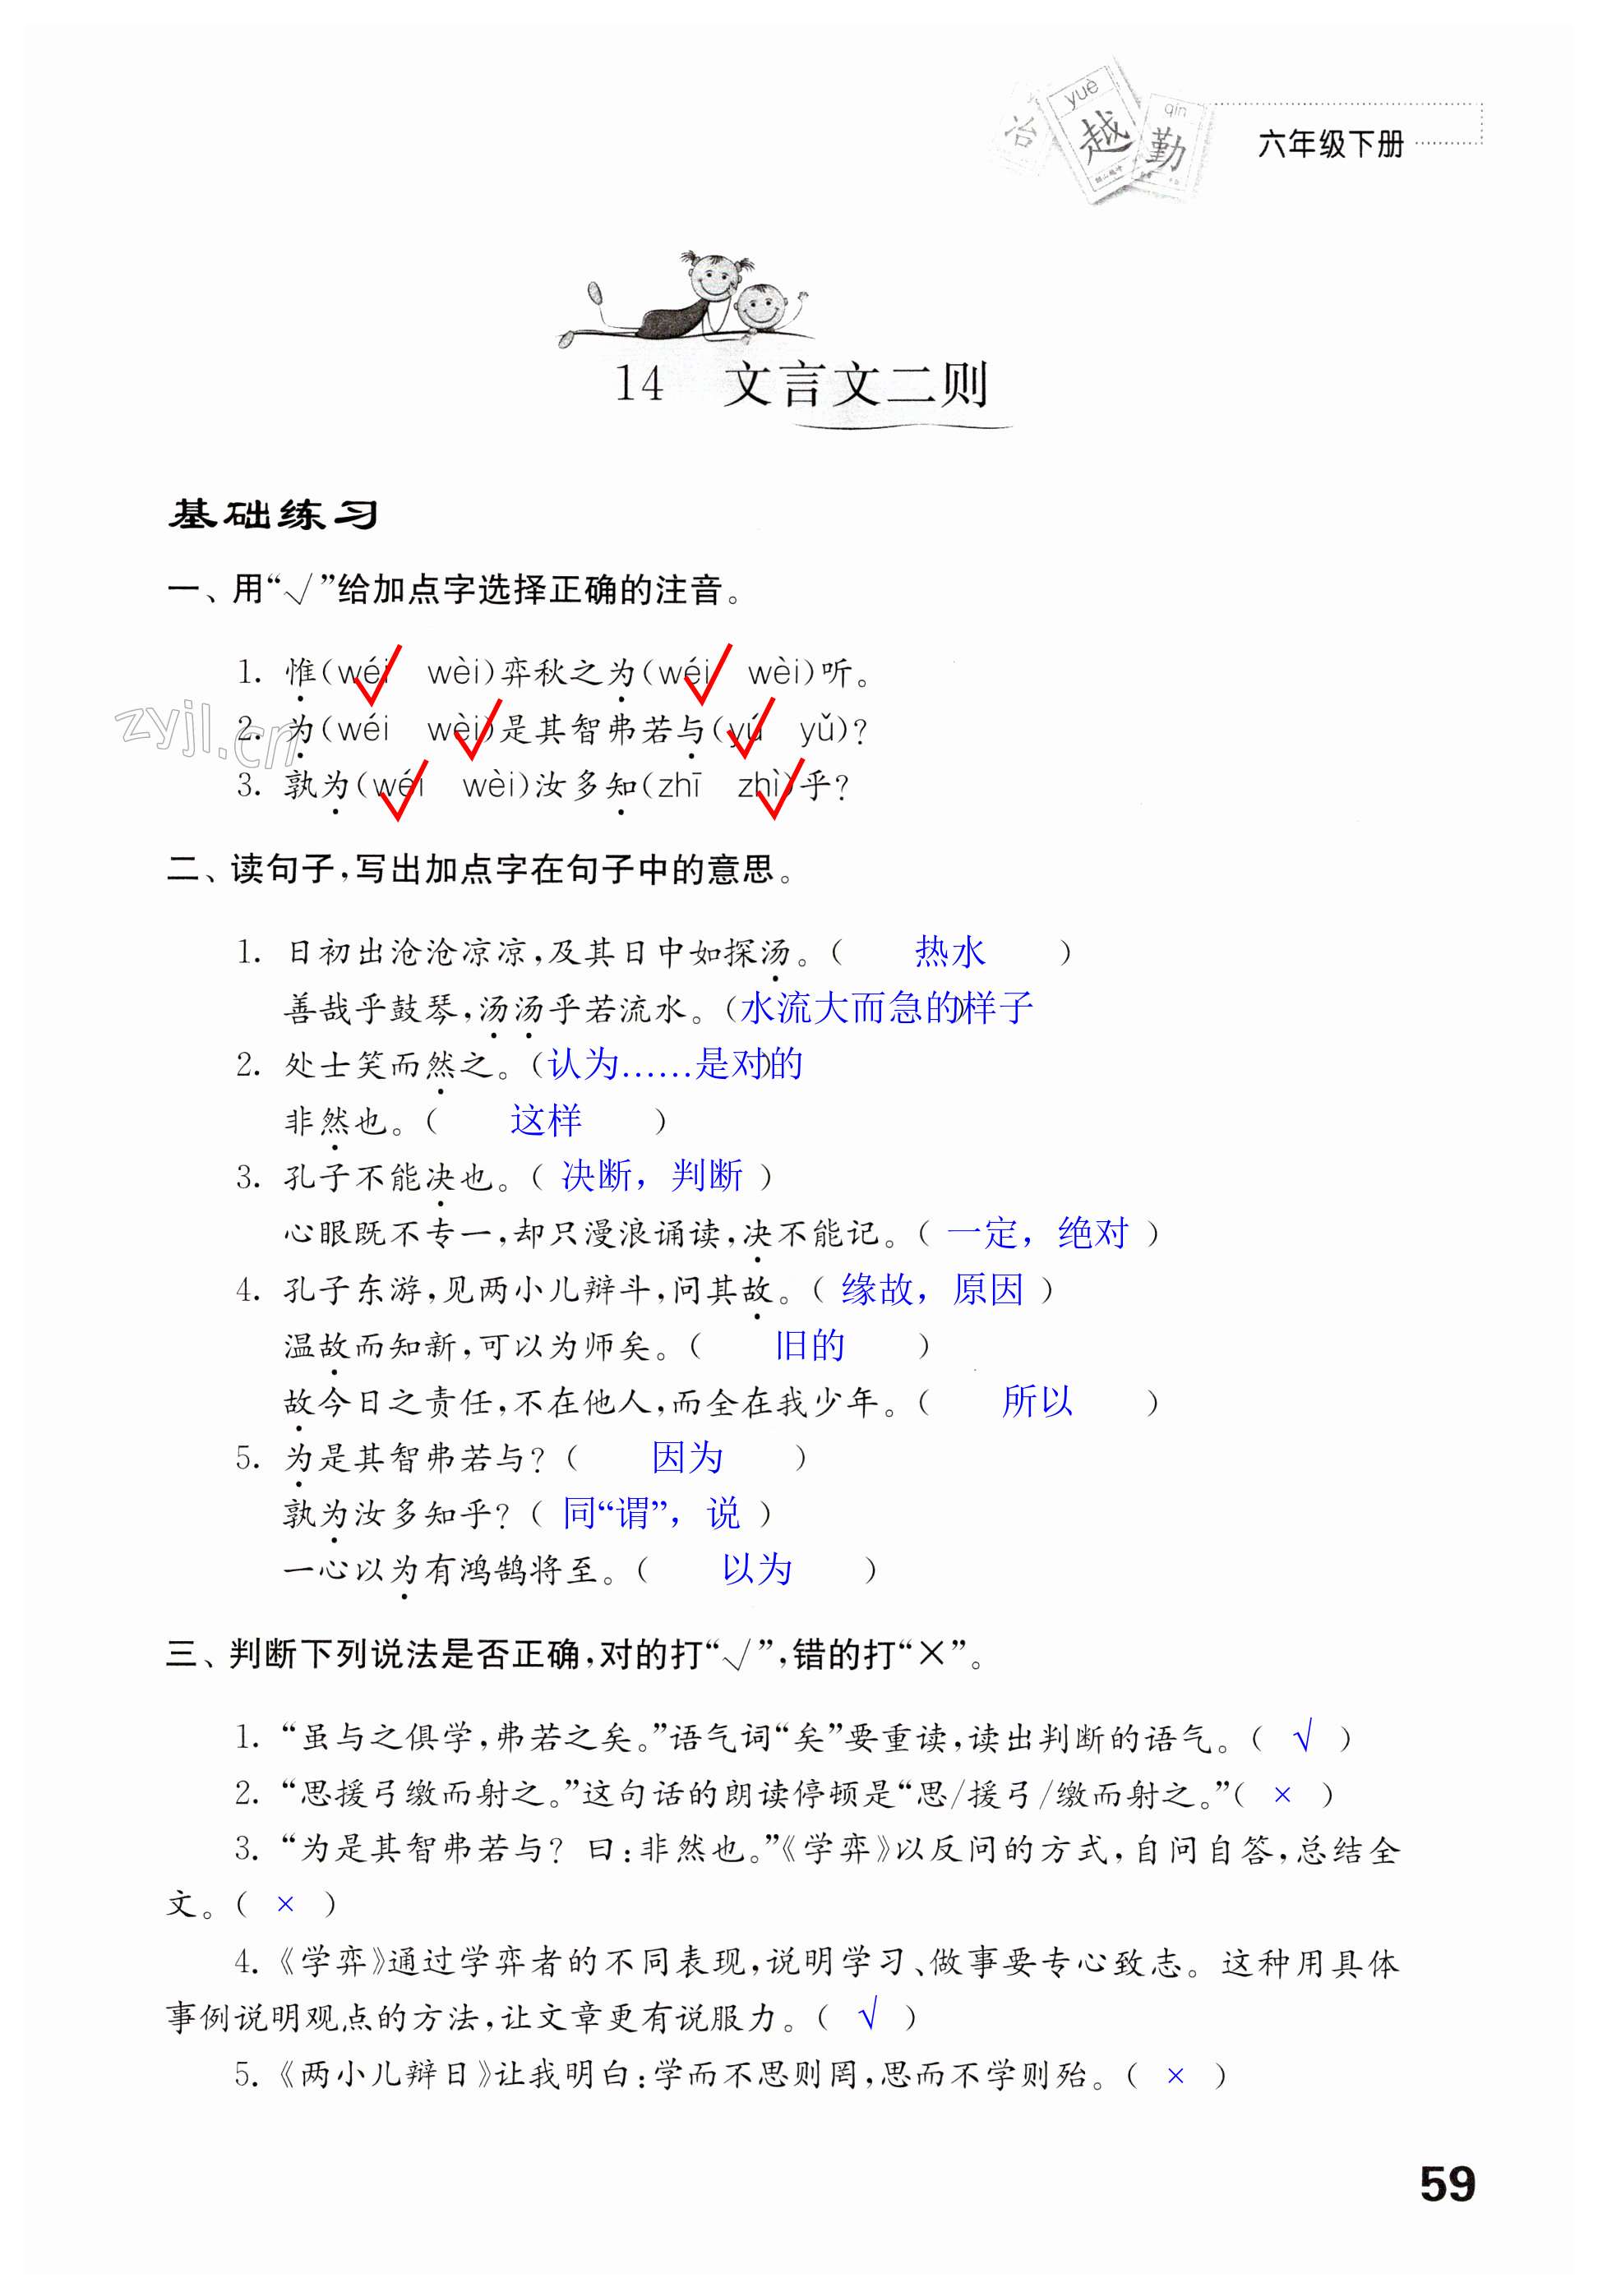 冶 yuè 越 qín 勤
六年级下册
14 文言文二则
基础练习
一、用“√”给加点字选择正确的注音。
1. 惟(wéi√ wèi)弈秋之为(wéi√ wèi)听。
2. 为(wéi wèi√)是其智弗若与(yú√ yǔ)?
3. 孰为(wéi√ wèi)汝多知(zhī zhì√)乎?
二、读句子,写出加点字在句子中的意思。
1. 日初出沧沧凉凉,及其日中如探汤。( 热水 )
善哉乎鼓琴,汤汤乎若流水。(水流大而急的样子)
2. 处士笑而然之。(认为……是对的)
非然也。( 这样 )
3. 孔子不能决也。( 决断，判断 )
心眼既不专一,却只漫浪诵读,决不能记。( 一定，绝对 )
4. 孔子东游,见两小儿辩斗,问其故。( 缘故，原因 )
温故而知新,可以为师矣。( 旧的 )
故今日之责任,不在他人,而全在我少年。( 所以 )
5. 为是其智弗若与?( 因为 )
孰为汝多知乎?( 同“谓”，说 )
一心以为有鸿鹄将至。( 以为 )
三、判断下列说法是否正确,对的打“√”,错的打“×”。
1. “虽与之俱学,弗若之矣。”语气词“矣”要重读,读出判断的语气。( √ )
2. “思援弓缴而射之。”这句话的朗读停顿是“思/援弓/缴而射之。”( × )
3. “为是其智弗若与? 曰:非然也。”《学弈》以反问的方式,自问自答,总结全
文。( × )
4.《学弈》通过学弈者的不同表现,说明学习、做事要专心致志。这种用具体
事例说明观点的方法,让文章更有说服力。( √ )
5.《两小儿辩日》让我明白:学而不思则罔,思而不学则殆。( × )
zyjl.cn
59